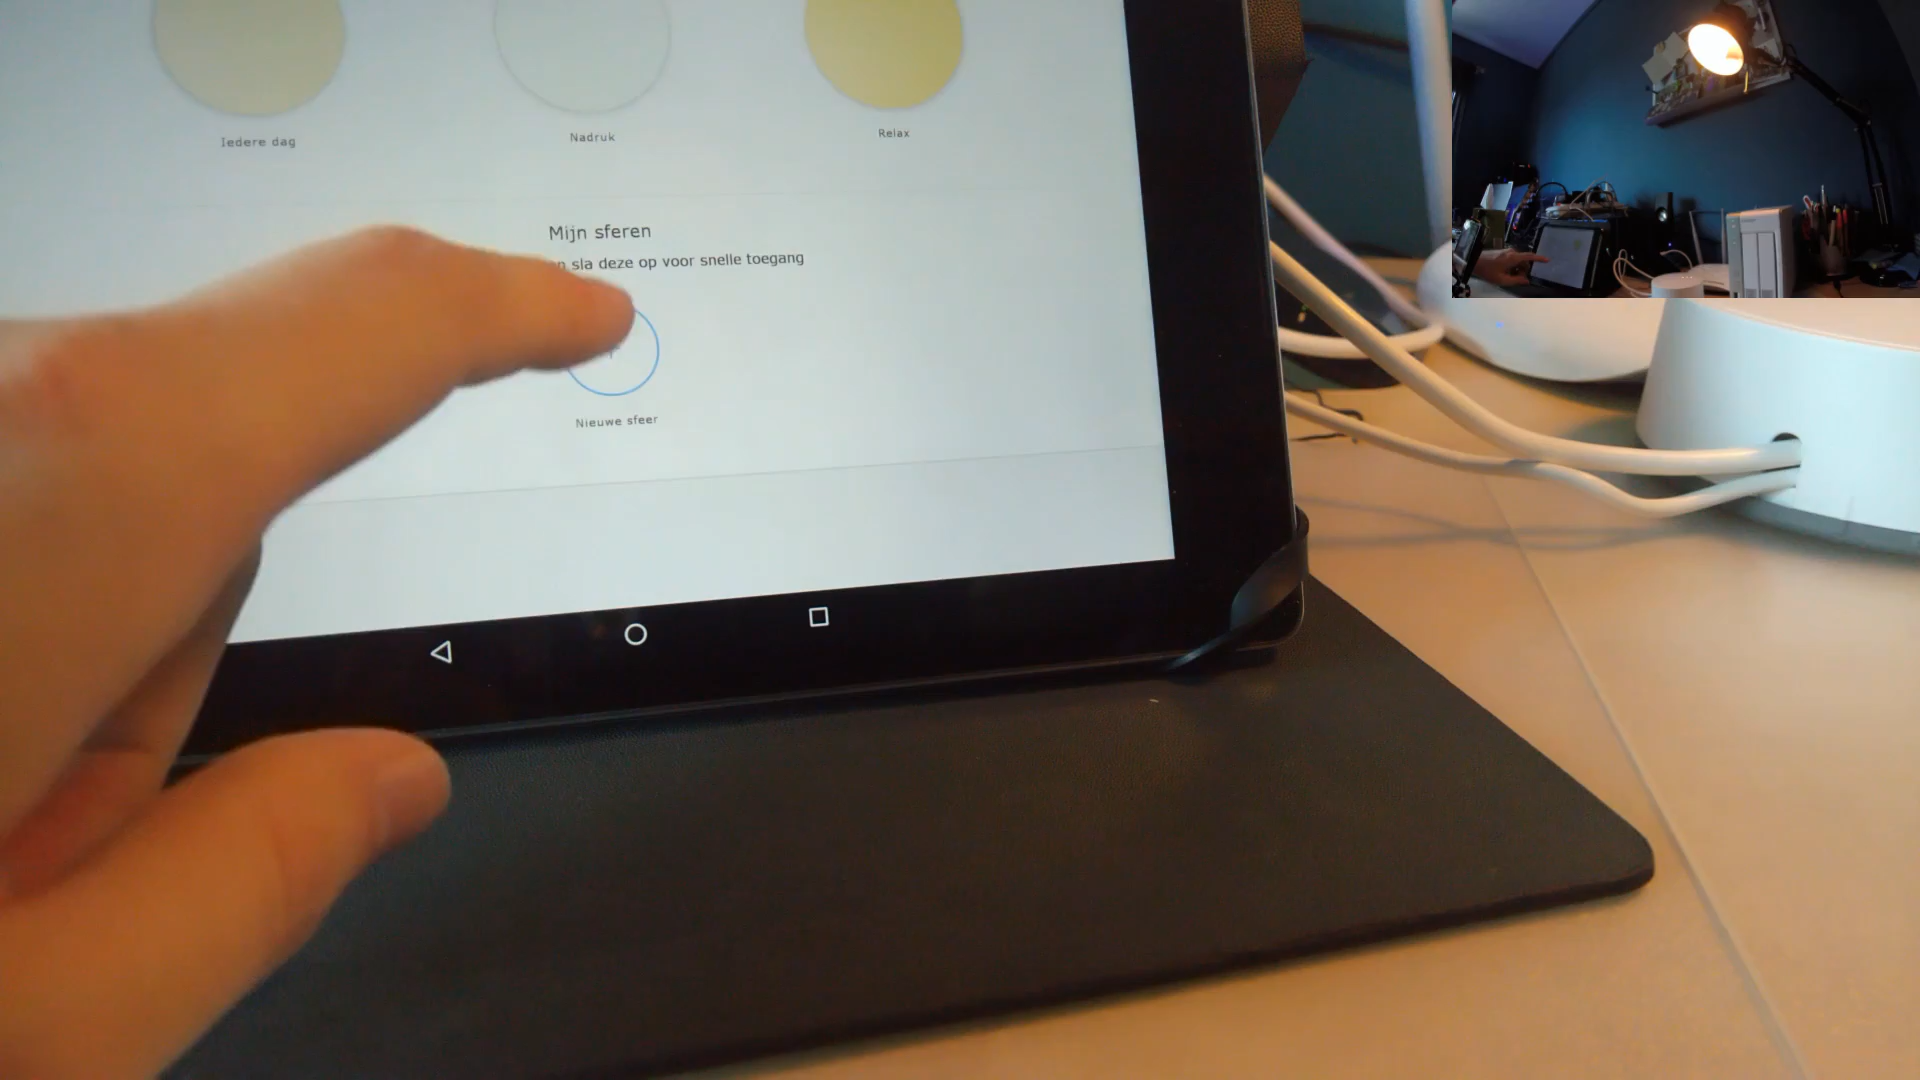 Iedere dag
Nadruk
Relax
Mijn sferen
sla deze op voor snelle toegang
Nieuwe sfeer